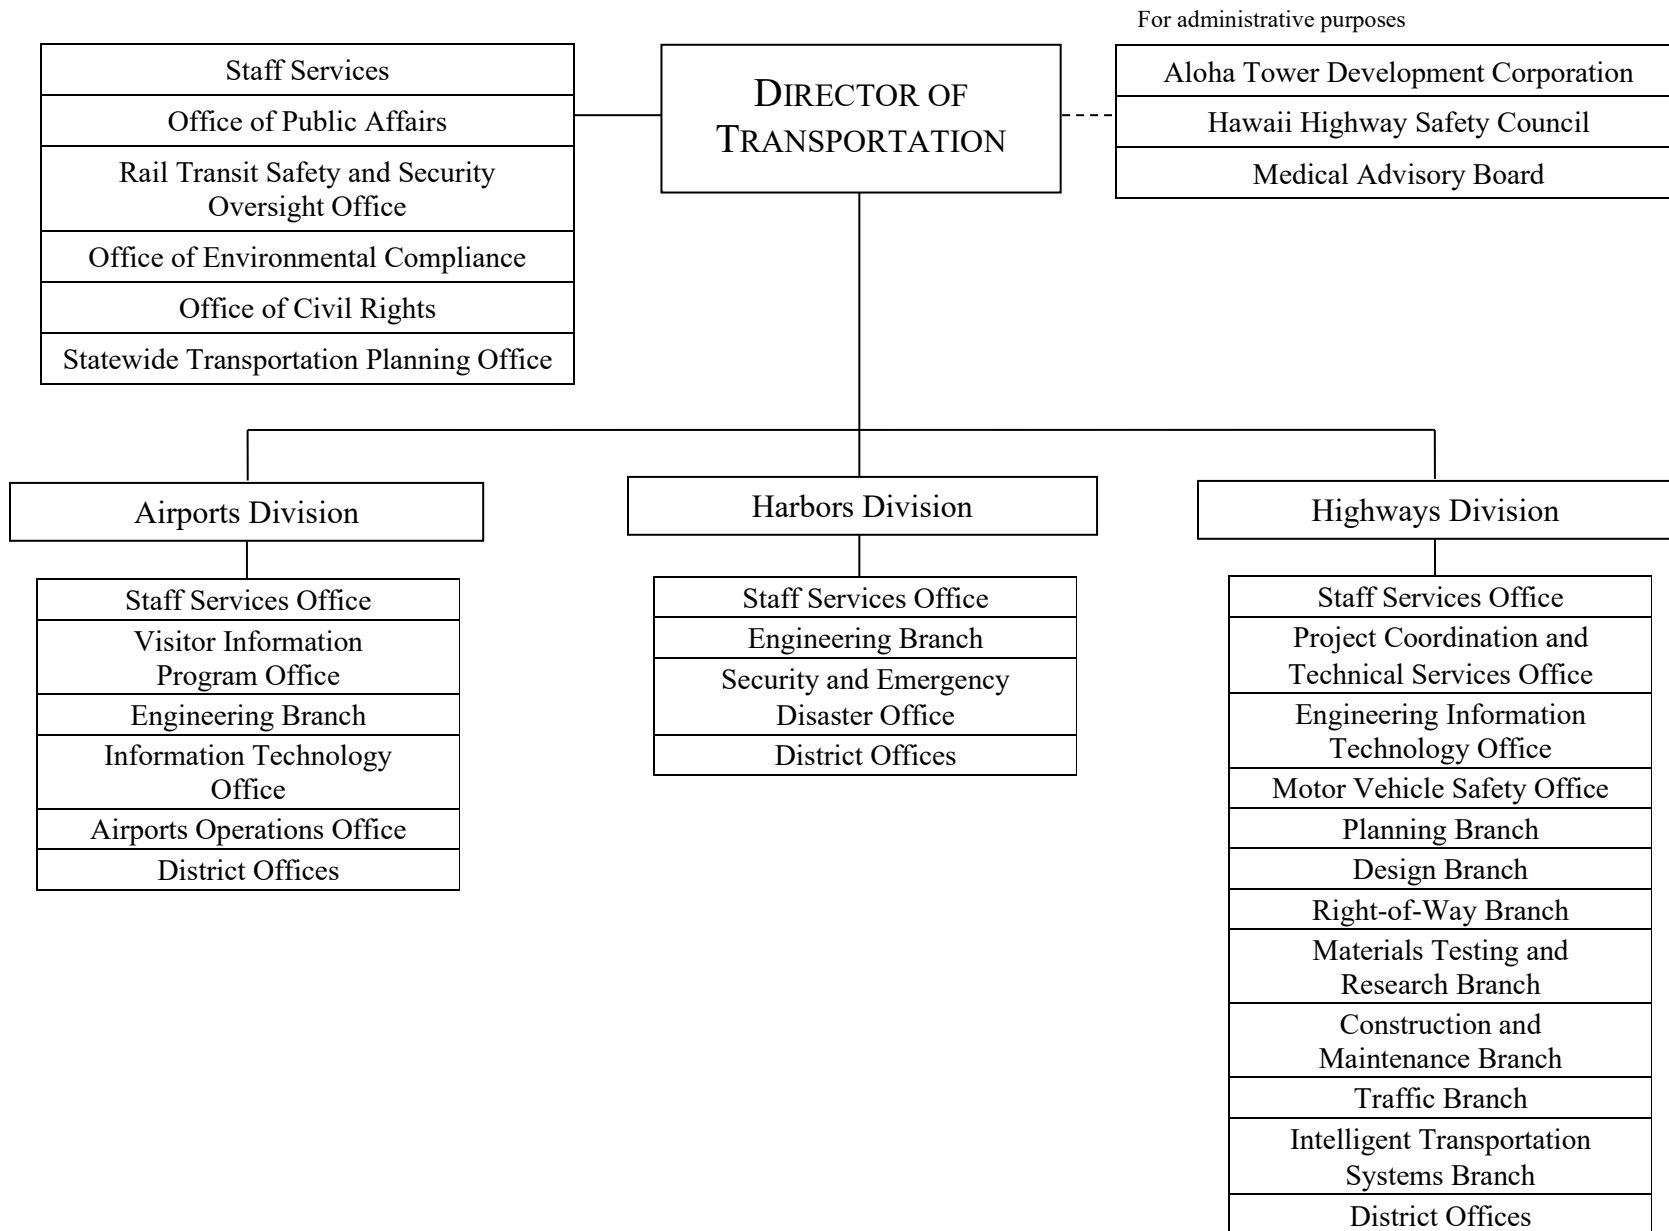 For administrative purposes
Staff Services
Office of Public Affairs
Rail Transit Safety and Security
Oversight Office
Office of Environmental Compliance
Office of Civil Rights
Statewide Transportation Planning Office
DIRECTOR OF
TRANSPORTATION
Aloha Tower Development Corporation
Hawaii Highway Safety Council
Medical Advisory Board
Airports Division
Staff Services Office
Visitor Information
Program Office
Engineering Branch
Information Technology
Office
Airports Operations Office
District Offices
Harbors Division
Staff Services Office
Engineering Branch
Security and Emergency
Disaster Office
District Offices
Highways Division
Staff Services Office
Project Coordination and
Technical Services Office
Engineering Information
Technology Office
Motor Vehicle Safety Office
Planning Branch
Design Branch
Right-of-Way Branch
Materials Testing and
Research Branch
Construction and
Maintenance Branch
Traffic Branch
Intelligent Transportation
Systems Branch
District Offices